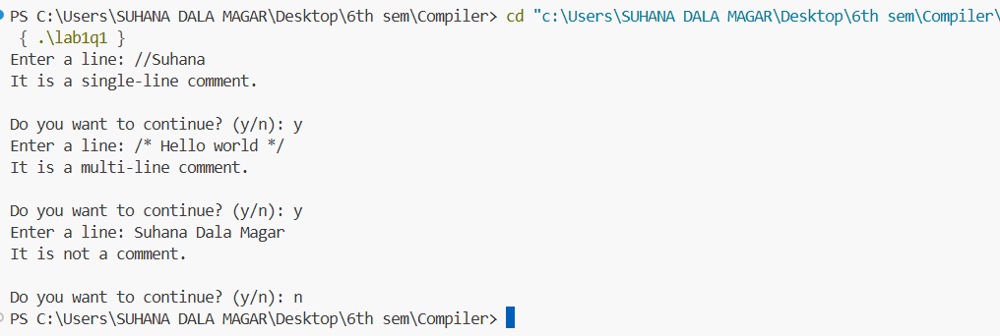 PS C:\Users\SUHANA DALA MAGAR\Desktop\6th sem\Compiler> cd "c:\Users\SUHANA DALA MAGAR\Desktop\6th sem\Compiler\
{ .\lab1q1 }
Enter a line: //Suhana
It is a single-line comment.
Do you want to continue? (y/n): y
Enter a line: /* Hello world */
It is a multi-line comment.
Do you want to continue? (y/n): y
Enter a line: Suhana Dala Magar
It is not a comment.
Do you want to continue? (y/n): n
PS C:\Users\SUHANA DALA MAGAR\Desktop\6th sem\Compiler>